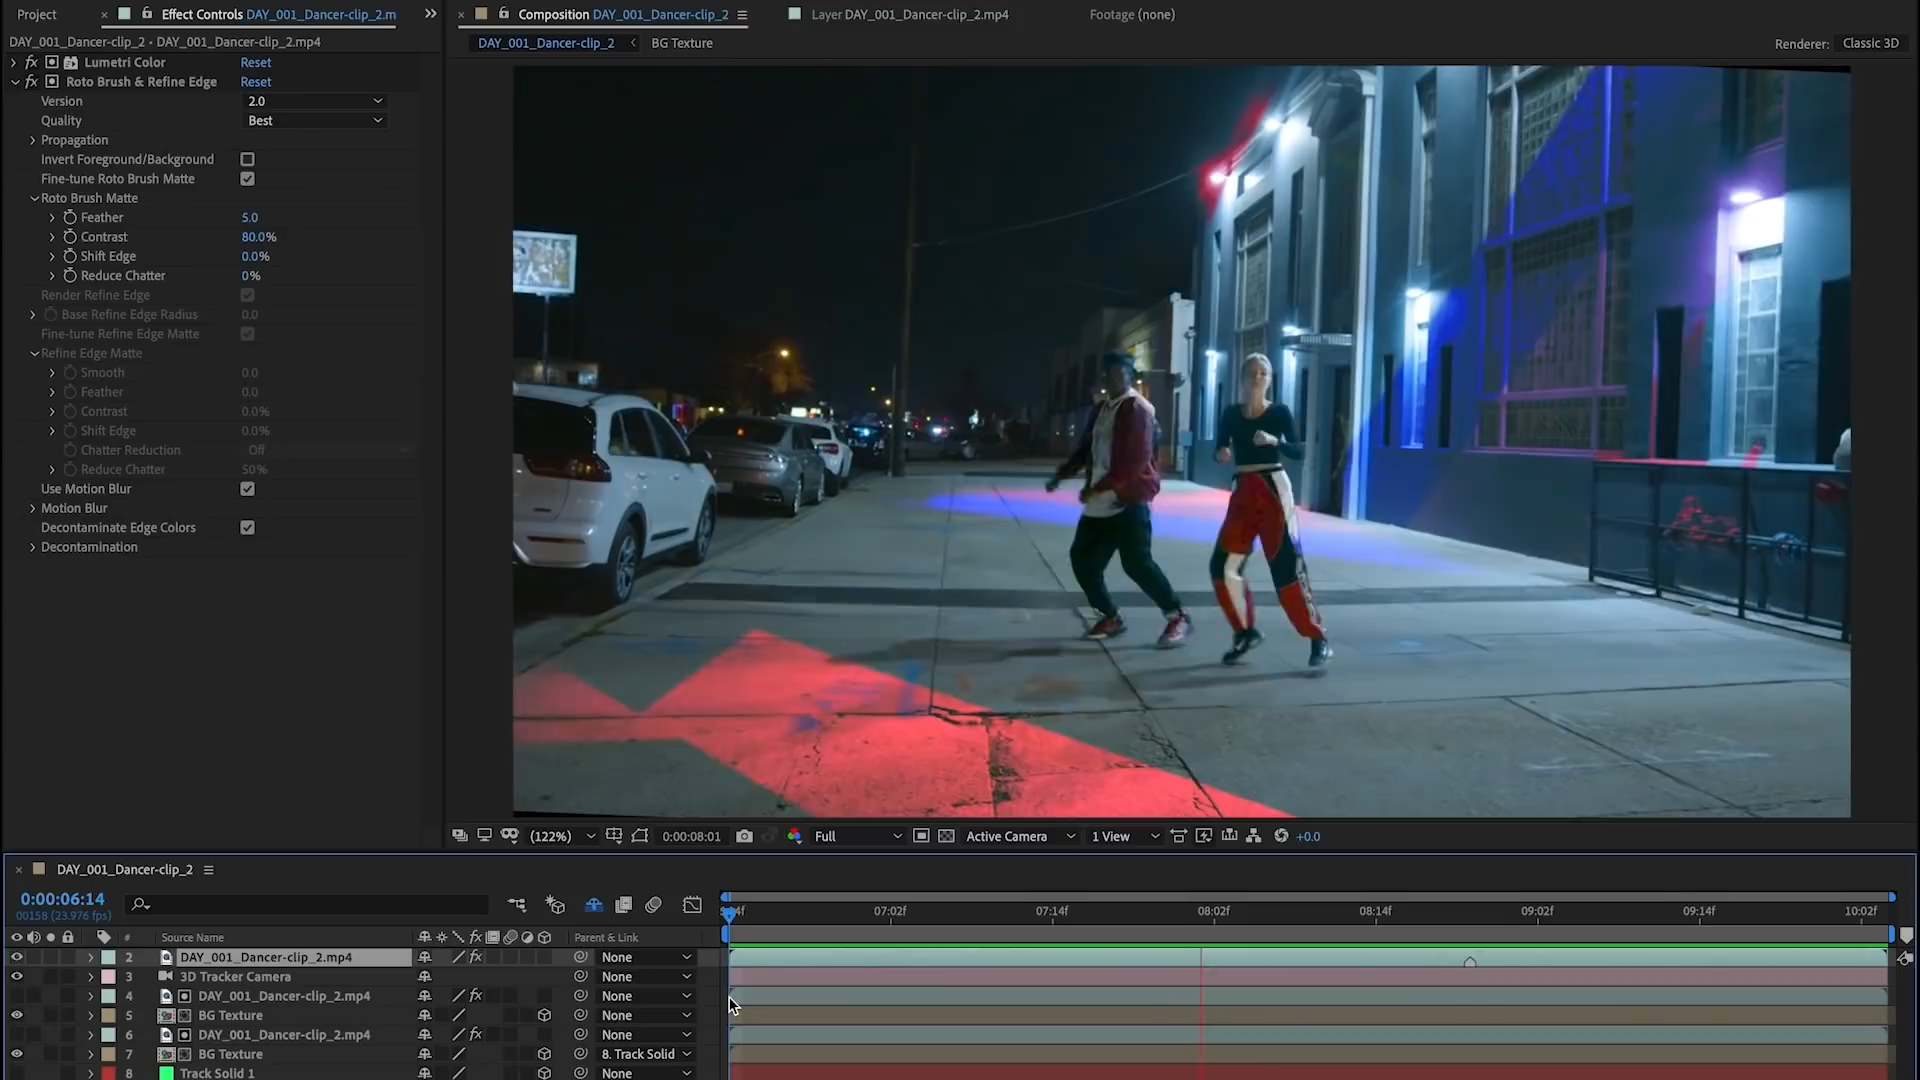 Project
Effect Controls DAY_001_Dancer-clip_2.m
DAY_001_Dancer-clip_2 • DAY_001_Dancer-clip_2.mp4
fx Lumetri Color Reset
fx Roto Brush & Refine Edge Reset
Version 2.0
Quality Best
Propagation
Invert Foreground/Background
Fine-tune Roto Brush Matte
Roto Brush Matte
Feather 5.0
Contrast 80.0%
Shift Edge 0.0%
Reduce Chatter 0%
Render Refine Edge
Base Refine Edge Radius 0.0
Fine-tune Refine Edge Matte
Refine Edge Matte
Smooth 0.0
Feather 0.0
Contrast 0.0%
Shift Edge 0.0%
Chatter Reduction Off
Reduce Chatter 50%
Use Motion Blur
Motion Blur
Decontaminate Edge Colors
Decontamination
Composition DAY_001_Dancer-clip_2
Layer DAY_001_Dancer-clip_2.mp4
Footage (none)
DAY_001_Dancer-clip_2 BG Texture
Renderer: Classic 3D
(122%) 0:00:08:01 Full Active Camera 1 View +0.0
DAY_001_Dancer-clip_2
0:00:06:14
00158 (23.976 fps)
07:02f 07:14f 08:02f 08:14f 09:02f 09:14f 10:02f
# Source Name fx Parent & Link
2 DAY_001_Dancer-clip_2.mp4 fx None
3 3D Tracker Camera None
4 DAY_001_Dancer-clip_2.mp4 fx None
5 BG Texture None
6 DAY_001_Dancer-clip_2.mp4 fx None
7 BG Texture 8. Track Solid
8 Track Solid 1 None